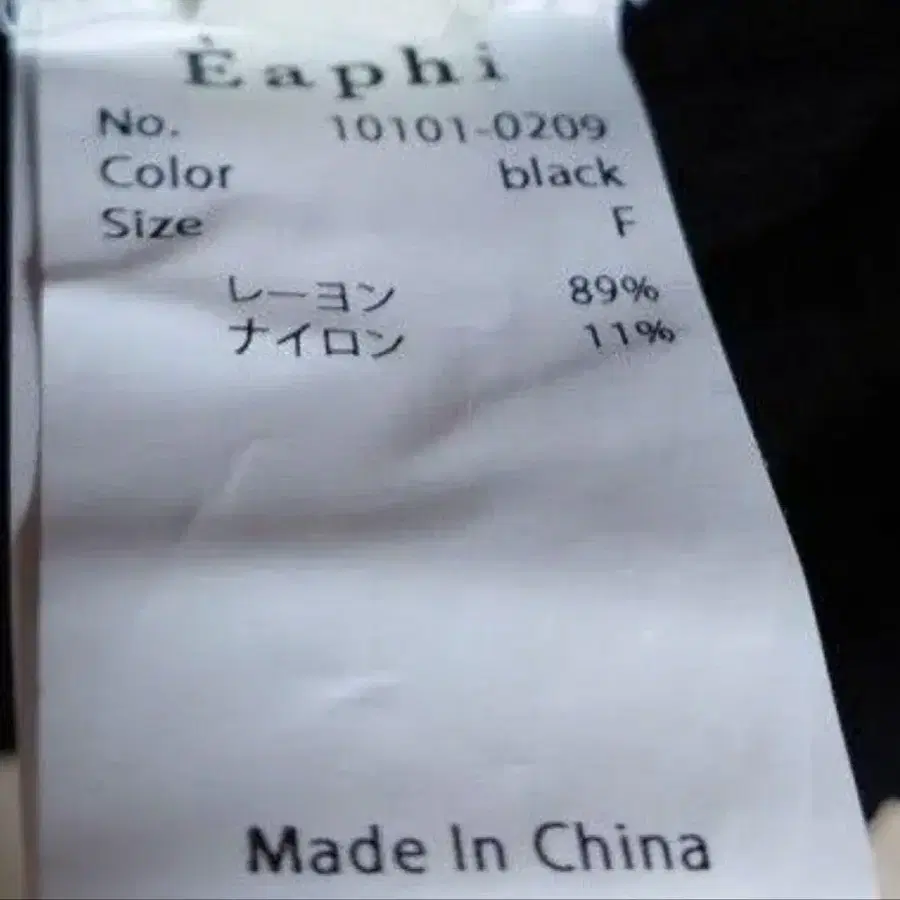 Èaphi
No. 10101-0209
Color black
Size F
レーヨン 89%
ナイロン 11%
Made In China